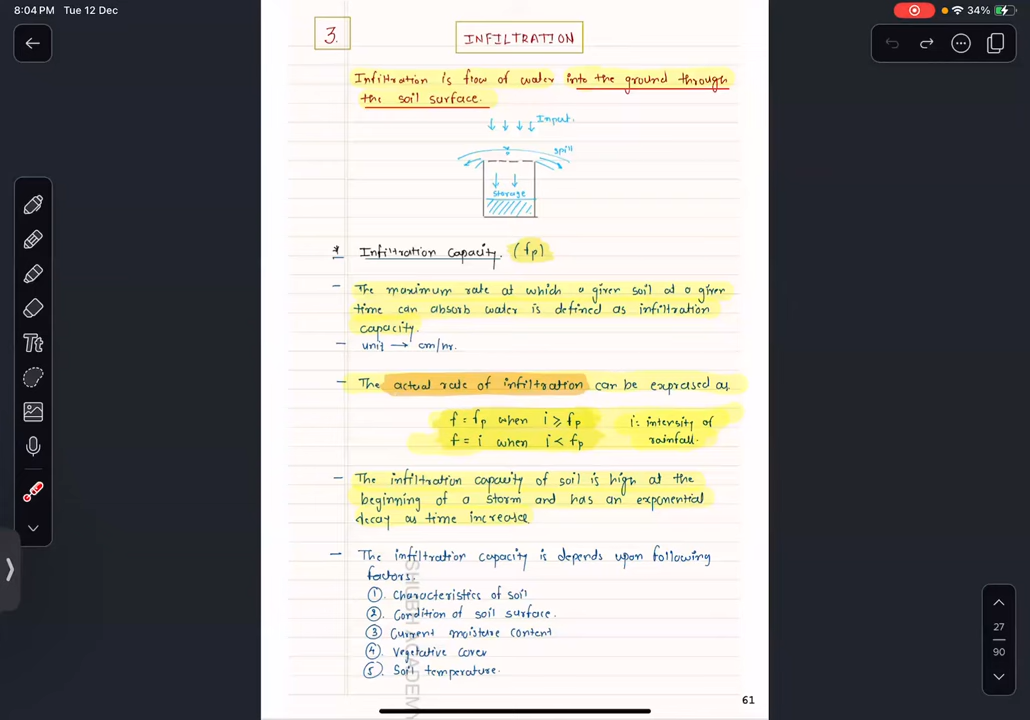 8:04 PM Tue 12 Dec
34%
3.
INFILTRATION
Infiltration is flow of water into the ground through
the soil surface.
Input.
spill
storage
* Infiltration capacity. (fp)
- The maximum rate at which a given soil at a given
time can absorb water is defined as infiltration
capacity.
- unit → cm/hr.
- The actual rate of infiltration can be exprased as
f = fp when i ≥ fp i: intensity of
f = i when i < fp rainfall.
- The infiltration capacity of soil is high at the
beginning of a storm and has an exponential
decay as time increase.
- The infiltration capacity is depends upon following
factors.
① Characteristics of soil
② Condition of soil surface.
③ Current moisture content
④ Vegetative cover
⑤ Soil temperature.
SHUBH ACADEMY
61
Tt
27
90